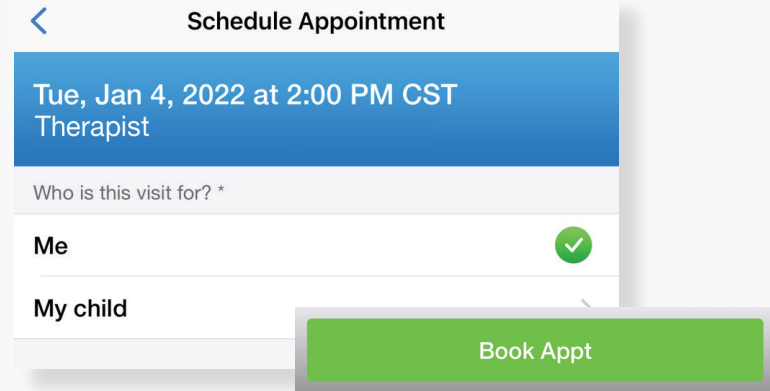 Schedule Appointment
Tue, Jan 4, 2022 at 2:00 PM CST
Therapist
Who is this visit for? *
Me
My child
Book Appt